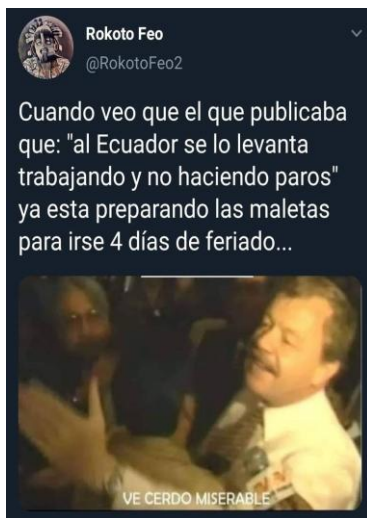 Rokoto Feo
@RokotoFeo2
Cuando veo que el que publicaba
que: "al Ecuador se lo levanta
trabajando y no haciendo paros"
ya esta preparando las maletas
para irse 4 días de feriado...
VE CERDO MISERABLE